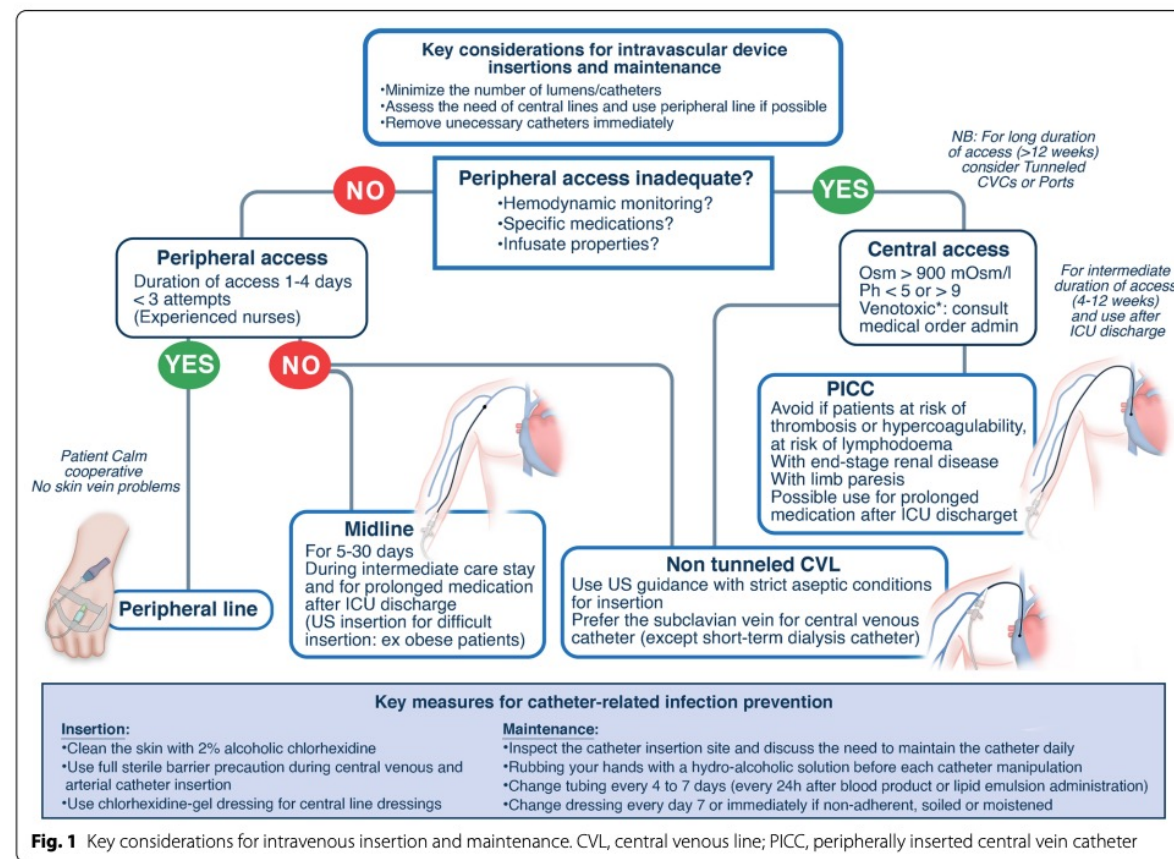 Key considerations for intravascular device
insertions and maintenance
•Minimize the number of lumens/catheters
•Assess the need of central lines and use peripheral line if possible
•Remove unecessary catheters immediately
NB: For long duration
of access (>12 weeks)
consider Tunneled
CVCs or Ports
NO
Peripheral access inadequate?
•Hemodynamic monitoring?
•Specific medications?
•Infusate properties?
YES
Peripheral access
Duration of access 1-4 days
< 3 attempts
(Experienced nurses)
Central access
Osm > 900 mOsm/l
Ph < 5 or > 9
Venotoxic*: consult
medical order admin
For intermediate
duration of access
(4-12 weeks)
and use after
ICU discharge
YES
NO
PICC
Avoid if patients at risk of
thrombosis or hypercoagulability,
at risk of lymphodoema
With end-stage renal disease
With limb paresis
Possible use for prolonged
medication after ICU discharget
Patient Calm
cooperative
No skin vein problems
Peripheral line
Midline
For 5-30 days
During intermediate care stay
and for prolonged medication
after ICU discharge
(US insertion for difficult
insertion: ex obese patients)
Non tunneled CVL
Use US guidance with strict aseptic conditions
for insertion
Prefer the subclavian vein for central venous
catheter (except short-term dialysis catheter)
Key measures for catheter-related infection prevention
Insertion:
•Clean the skin with 2% alcoholic chlorhexidine
•Use full sterile barrier precaution during central venous and
arterial catheter insertion
•Use chlorhexidine-gel dressing for central line dressings
Maintenance:
•Inspect the catheter insertion site and discuss the need to maintain the catheter daily
•Rubbing your hands with a hydro-alcoholic solution before each catheter manipulation
•Change tubing every 4 to 7 days (every 24h after blood product or lipid emulsion administration)
•Change dressing every day 7 or immediately if non-adherent, soiled or moistened
Fig. 1 Key considerations for intravenous insertion and maintenance. CVL, central venous line; PICC, peripherally inserted central vein catheter